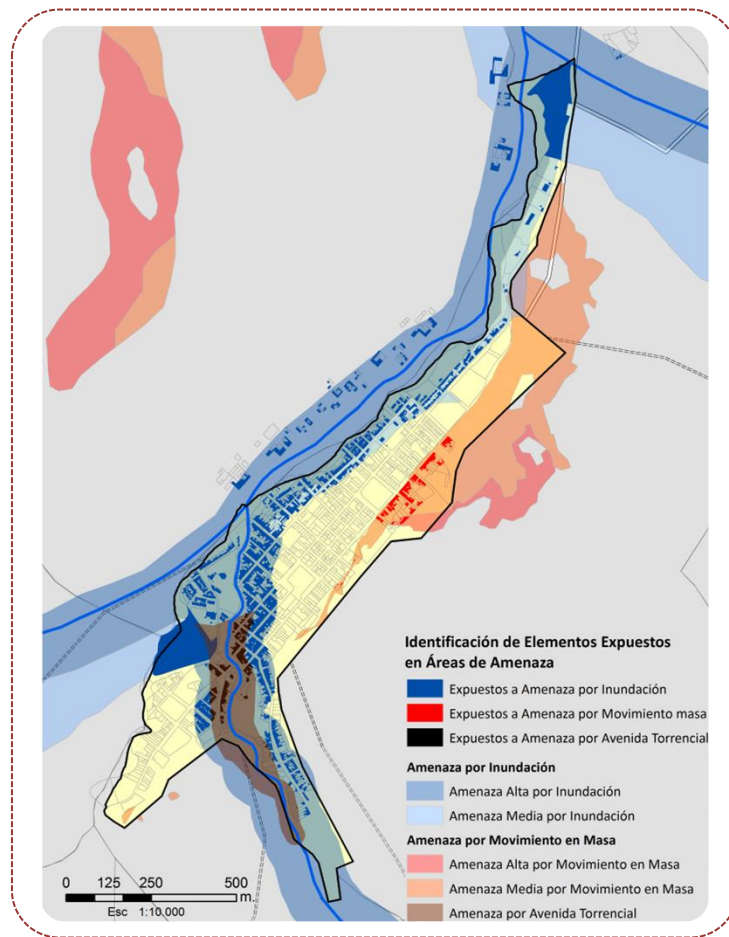 Identificación de Elementos Expuestos
en Áreas de Amenaza
Expuestos a Amenaza por Inundación
Expuestos a Amenaza por Movimiento masa
Expuestos a Amenaza por Avenida Torrencial
Amenaza por Inundación
Amenaza Alta por Inundación
Amenaza Media por Inundación
Amenaza por Movimiento en Masa
Amenaza Alta por Movimiento en Masa
Amenaza Media por Movimiento en Masa
Amenaza por Avenida Torrencial
0 125 250 500
m.
Esc 1:10.000